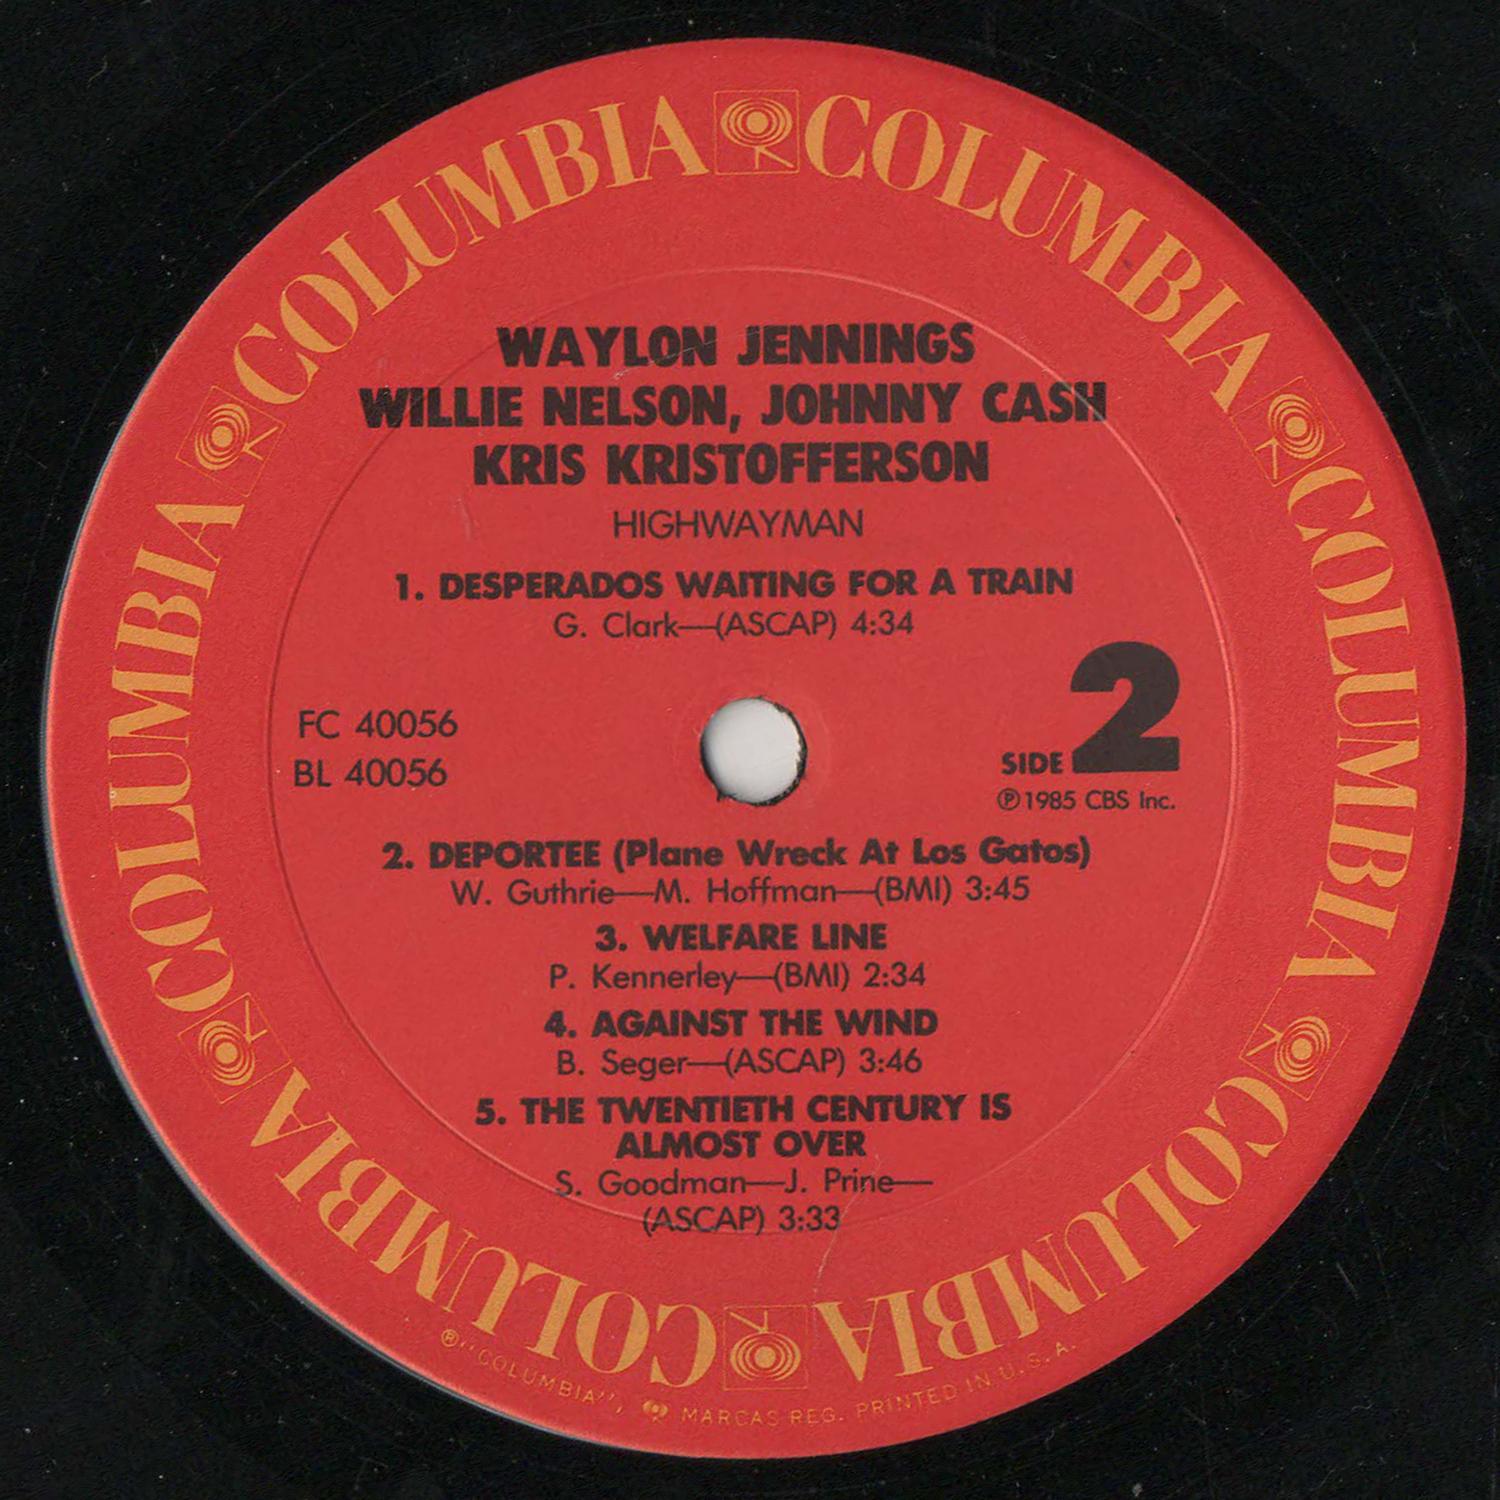 COLUMBIA COLUMBIA COLUMBIA COLUMBIA COLUMBIA COLUMBIA
WAYLON JENNINGS
WILLIE NELSON, JOHNNY CASH
KRIS KRISTOFFERSON
HIGHWAYMAN
1. DESPERADOS WAITING FOR A TRAIN
G. Clark—(ASCAP) 4:34
FC 40056
BL 40056
SIDE 2
Ⓟ1985 CBS Inc.
2. DEPORTEE (Plane Wreck At Los Gatos)
W. Guthrie—M. Hoffman—(BMI) 3:45
3. WELFARE LINE
P. Kennerley—(BMI) 2:34
4. AGAINST THE WIND
B. Seger—(ASCAP) 3:46
5. THE TWENTIETH CENTURY IS
ALMOST OVER
S. Goodman—J. Prine—
(ASCAP) 3:33
®"COLUMBIA", MARCAS REG. PRINTED IN U.S.A.